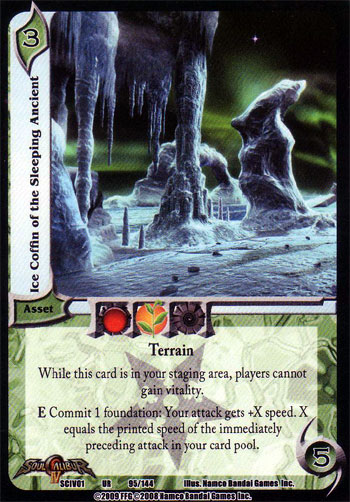 3
Ice Coffin of the Sleeping Ancient
Asset
Terrain
While this card is in your staging area, players cannot
gain vitality.
E Commit 1 foundation: Your attack gets +X speed. X
equals the printed speed of the immediately
preceding attack in your card pool.
5
SOULCALIBUR IV
SCIV01 UR 95/144 Illus. Namco Bandai Games Inc.
©2009 FFG ©2008 Namco Bandai Games Inc.